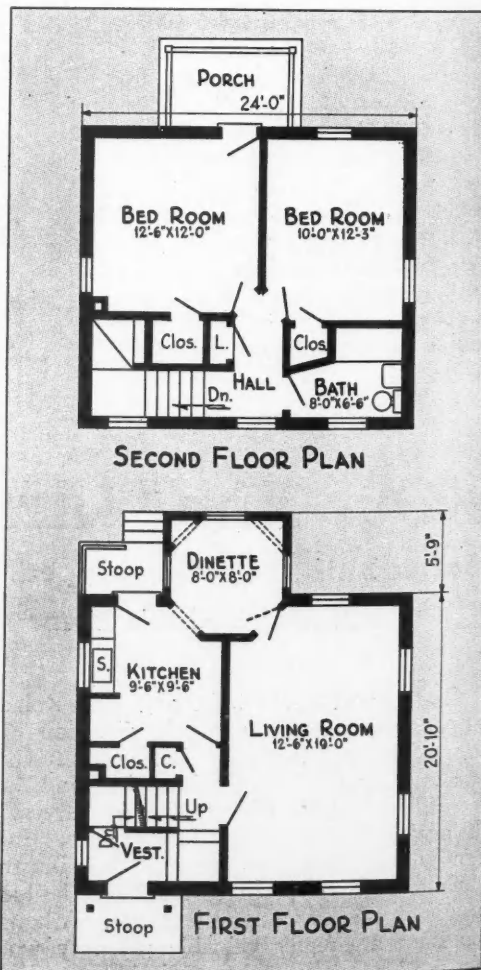 PORCH
24'-0"
BED ROOM
12'-6"X12'-0"
BED ROOM
10'-0"X12'-3"
Clos.
L.
Clos.
HALL
Dn.
BATH
8'-0"X6'-6"
SECOND FLOOR PLAN
Stoop
DINETTE
8'-0"X8'-0"
5'-9"
S.
KITCHEN
9'-6"X9'-6"
LIVING ROOM
12'-6"X19'-0"
20'-10"
Clos.
C.
Up
Dn.
VEST.
Stoop
FIRST FLOOR PLAN